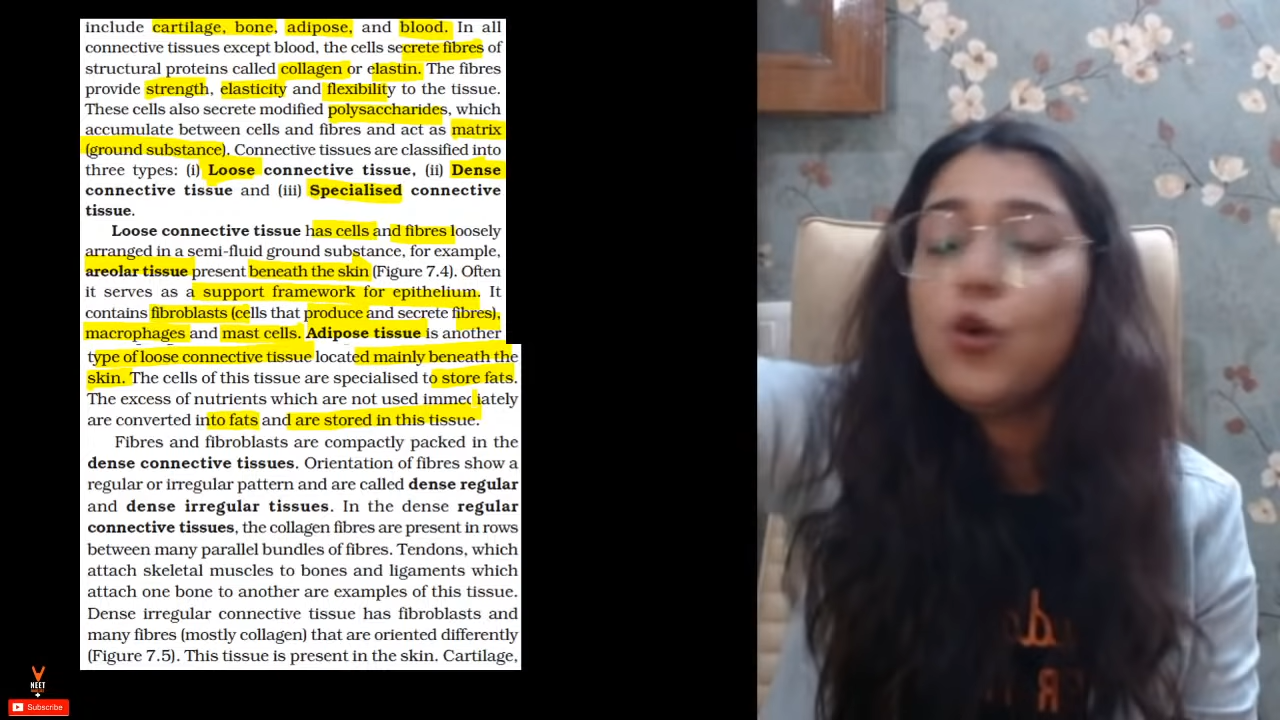 include cartilage, bone, adipose, and blood. In all
connective tissues except blood, the cells secrete fibres of
structural proteins called collagen or elastin. The fibres
provide strength, elasticity and flexibility to the tissue.
These cells also secrete modified polysaccharides, which
accumulate between cells and fibres and act as matrix
(ground substance). Connective tissues are classified into
three types: (i) Loose connective tissue, (ii) Dense
connective tissue and (iii) Specialised connective
tissue.
Loose connective tissue has cells and fibres loosely
arranged in a semi-fluid ground substance, for example,
areolar tissue present beneath the skin (Figure 7.4). Often
it serves as a support framework for epithelium. It
contains fibroblasts (cells that produce and secrete fibres),
macrophages and mast cells. Adipose tissue is another
type of loose connective tissue located mainly beneath the
skin. The cells of this tissue are specialised to store fats.
The excess of nutrients which are not used immediately
are converted into fats and are stored in this tissue.
Fibres and fibroblasts are compactly packed in the
dense connective tissues. Orientation of fibres show a
regular or irregular pattern and are called dense regular
and dense irregular tissues. In the dense regular
connective tissues, the collagen fibres are present in rows
between many parallel bundles of fibres. Tendons, which
attach skeletal muscles to bones and ligaments which
attach one bone to another are examples of this tissue.
Dense irregular connective tissue has fibroblasts and
many fibres (mostly collagen) that are oriented differently
(Figure 7.5). This tissue is present in the skin. Cartilage,
NEET
Subscribe